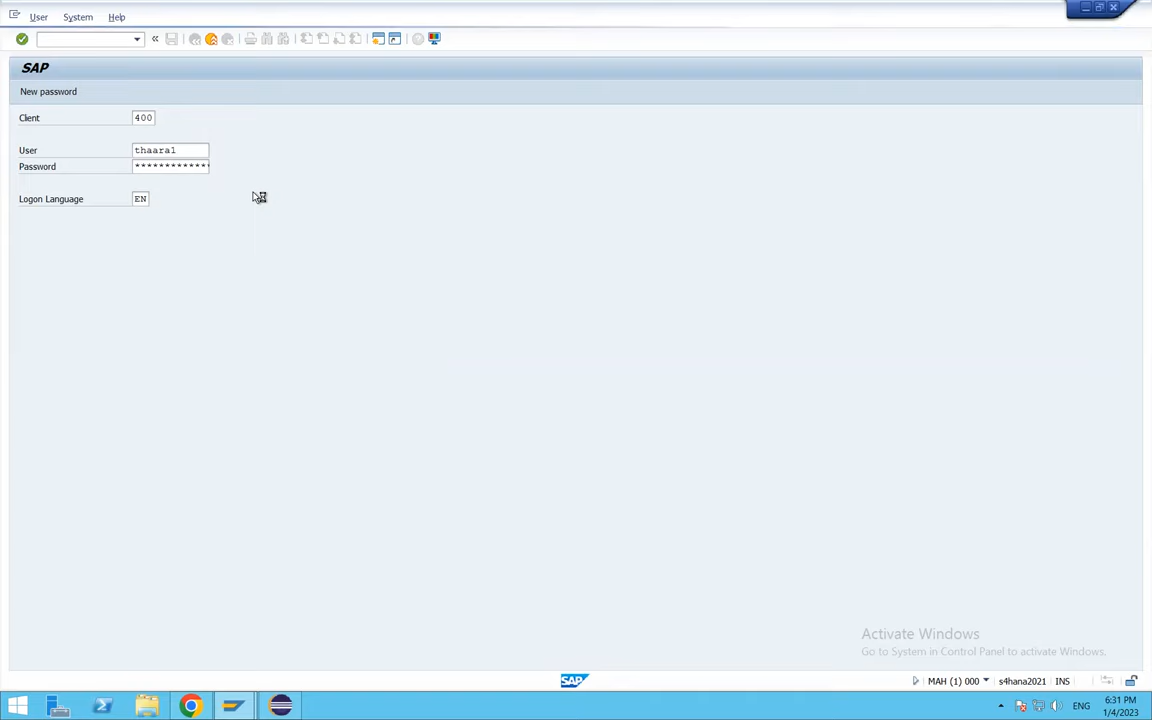 User System Help
SAP
New password
Client 400
User thaara1
Password *************
Logon Language EN
Activate Windows
Go to System in Control Panel to activate Windows.
SAP MAH (1) 000 s4hana2021 INS
ENG 6:31 PM
1/4/2023